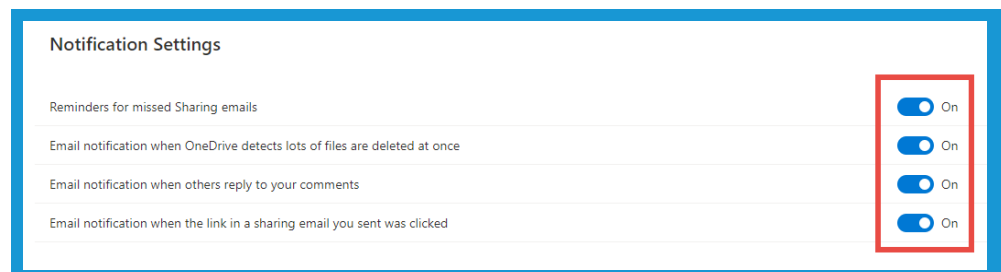 Notification Settings
Reminders for missed Sharing emails On
Email notification when OneDrive detects lots of files are deleted at once On
Email notification when others reply to your comments On
Email notification when the link in a sharing email you sent was clicked On